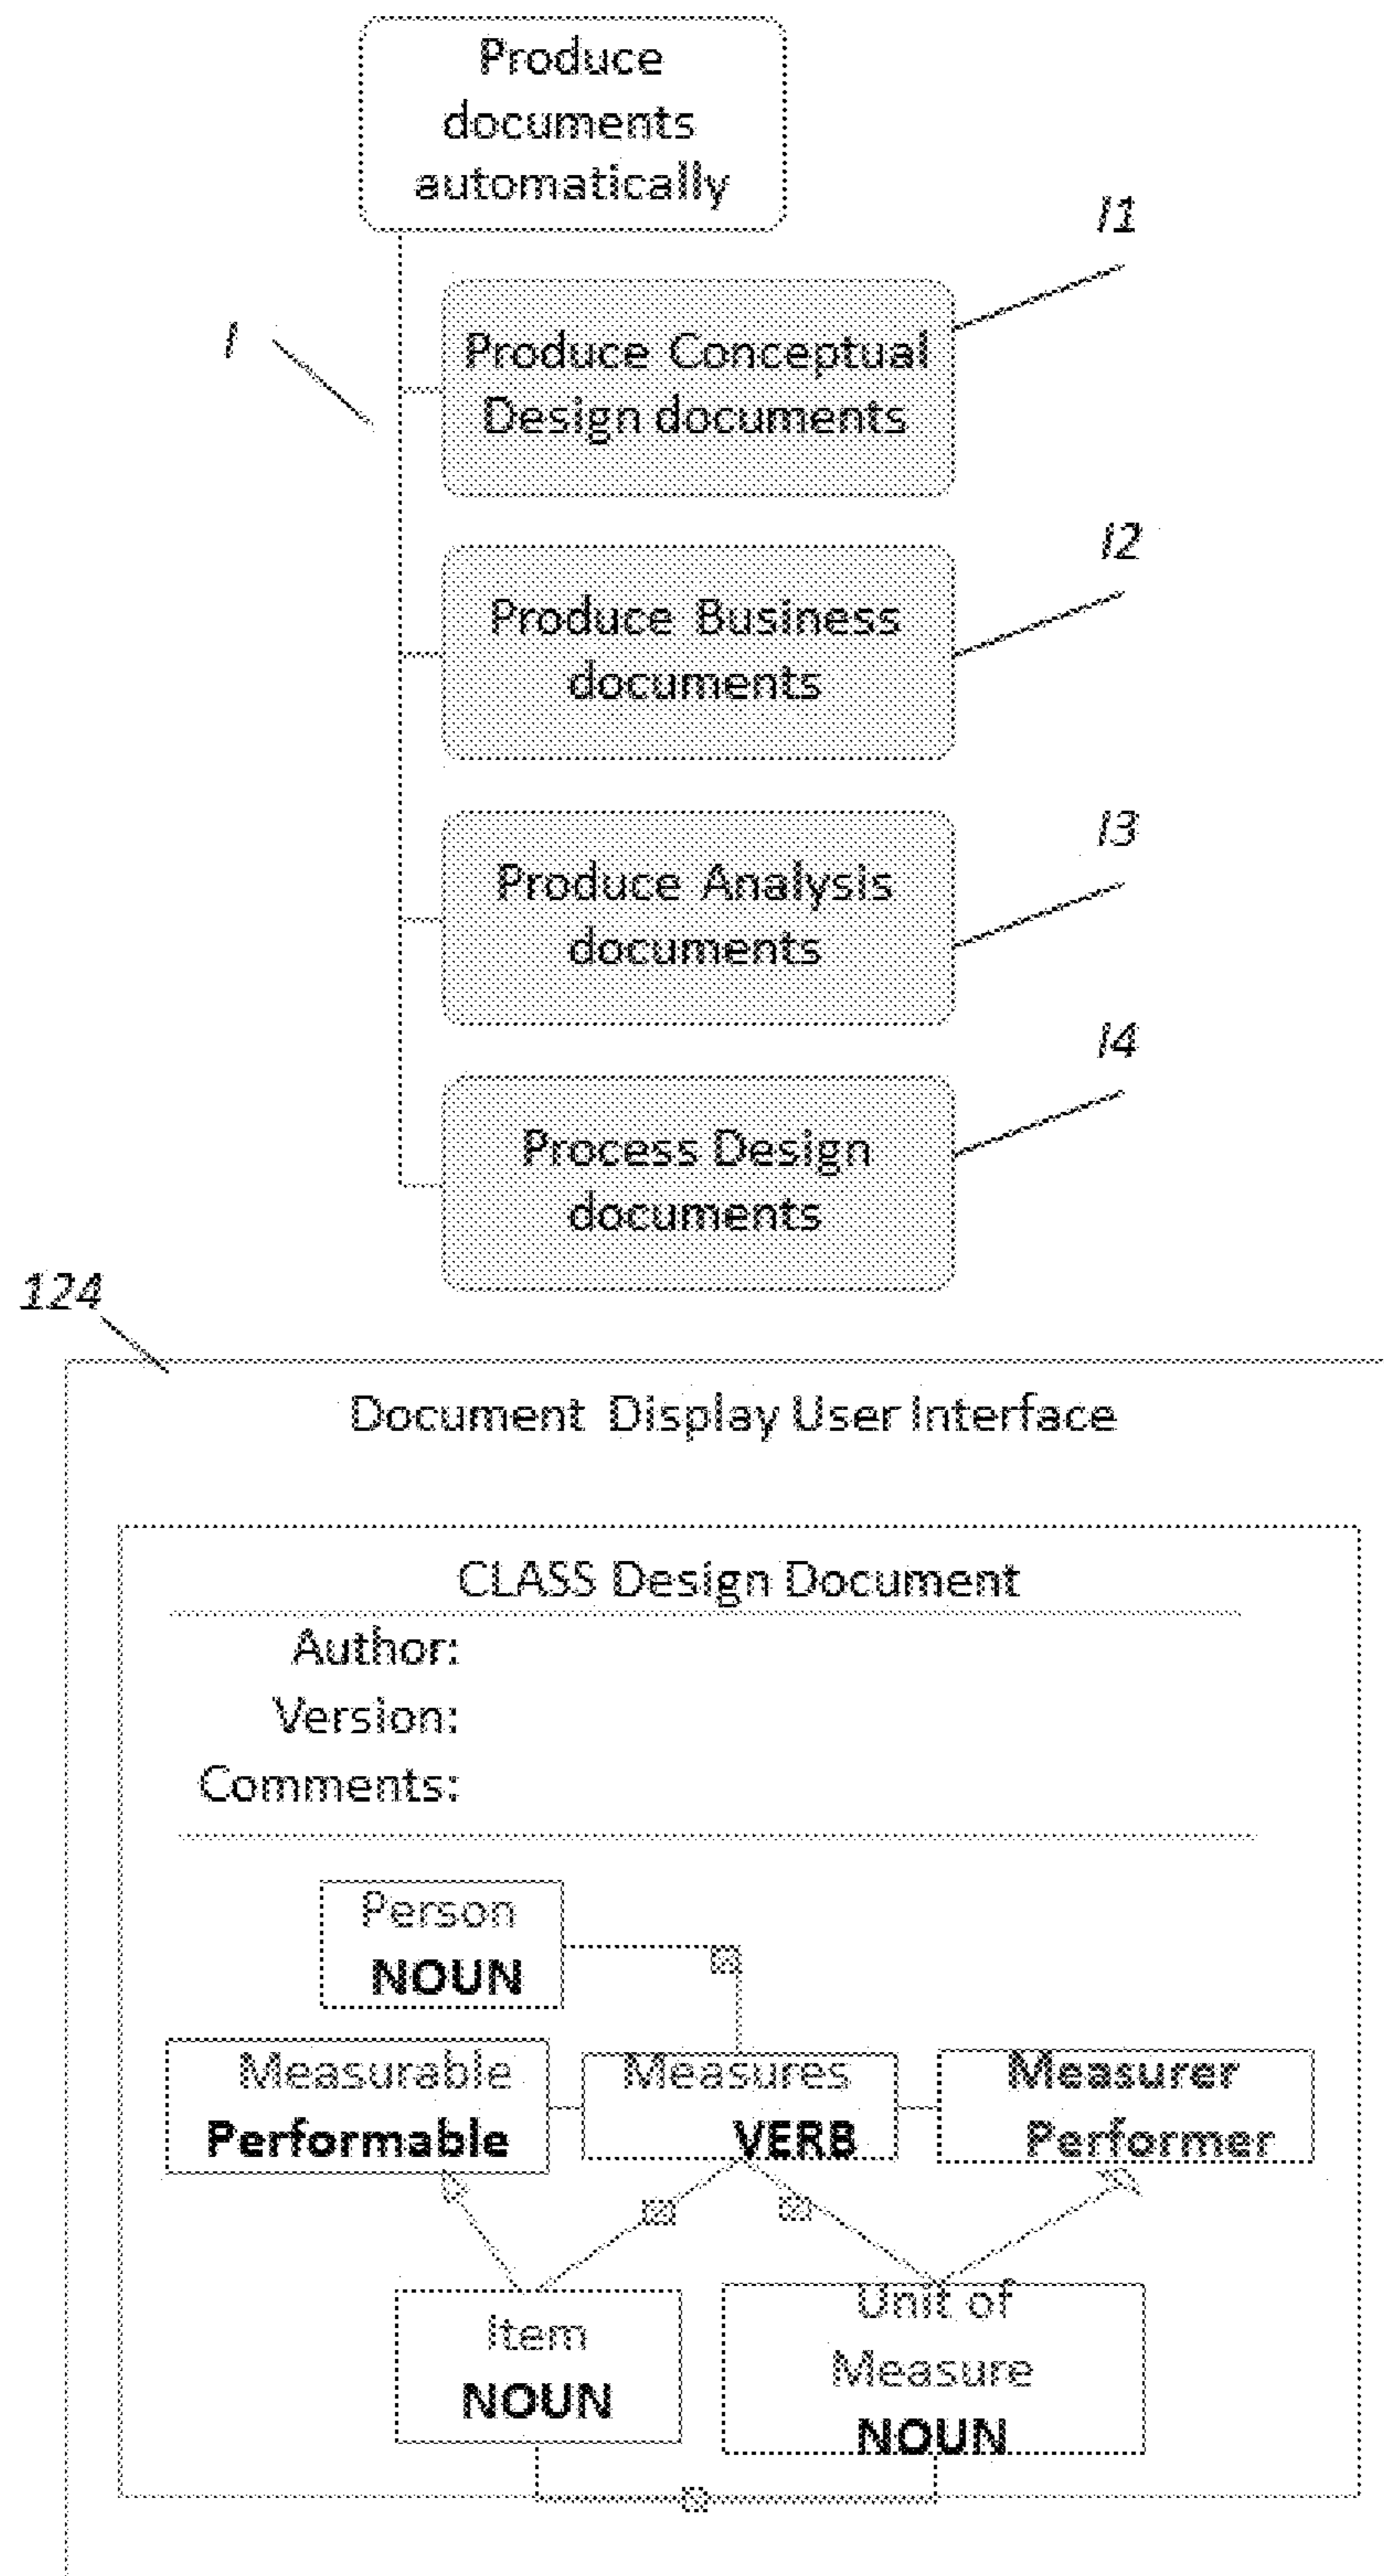 Produce
documents
automatically
I1
I
Produce Conceptual
Design documents
I2
Produce Business
documents
I3
Produce Analysis
documents
I4
Process Design
documents
124
Document Display User Interface
CLASS Design Document
Author:
Version:
Comments:
Person
NOUN
Measurable
Performable
Measures
VERB
Measurer
Performer
Item
NOUN
Unit of
Measure
NOUN